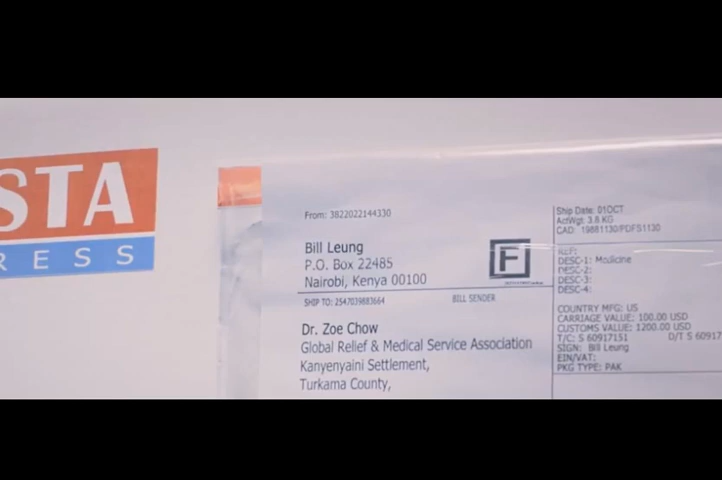 STA
RESS
From: 3822022144330
Bill Leung
P.O. Box 22485
Nairobi, Kenya 00100
SHIP TO: 2547039883664
BILL SENDER
F
Dr. Zoe Chow
Global Relief & Medical Service Association
Kanyenyaini Settlement,
Turkama County,
Ship Date: 01OCT
ActWgt: 3.8 KG
CAD: 19881130/PDFS1130
REF:
DESC-1: Medicine
DESC-2:
DESC-3:
DESC-4:
COUNTRY MFG: US
CARRIAGE VALUE: 100.00 USD
CUSTOMS VALUE: 1200.00 USD
T/C: S 60917151 D/T S 60917
SIGN: Bill Leung
EIN/VAT:
PKG TYPE: PAK